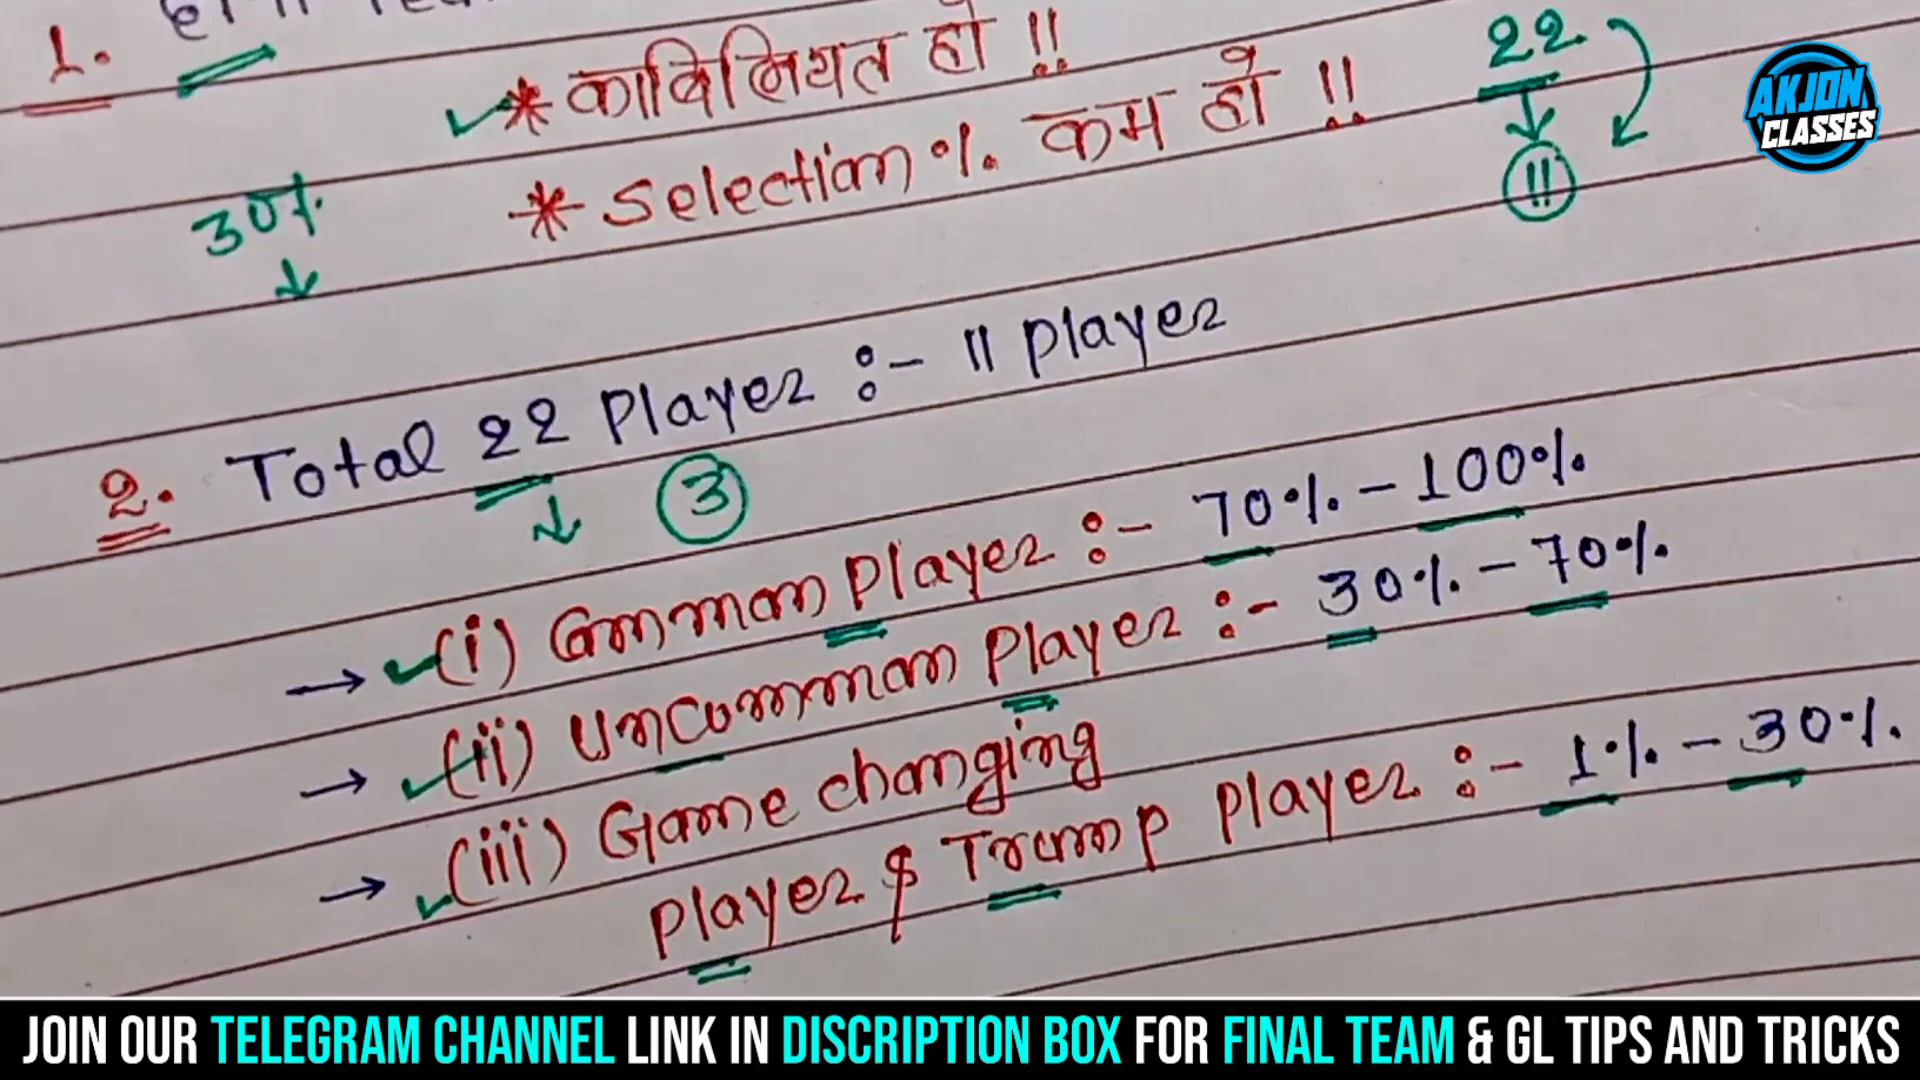 1.
* काबिलियत हो !!
22
11
* Selection % कम हो !!
30%
2. Total 22 Player :- 11 Player
3
(i) Common Player :- 70% - 100%
(ii) Uncommon Player :- 30% - 70%
(iii) Game changing
Player & Trump Player :- 1% - 30%
AKJON
CLASSES
JOIN OUR TELEGRAM CHANNEL LINK IN DISCRIPTION BOX FOR FINAL TEAM & GL TIPS AND TRICKS